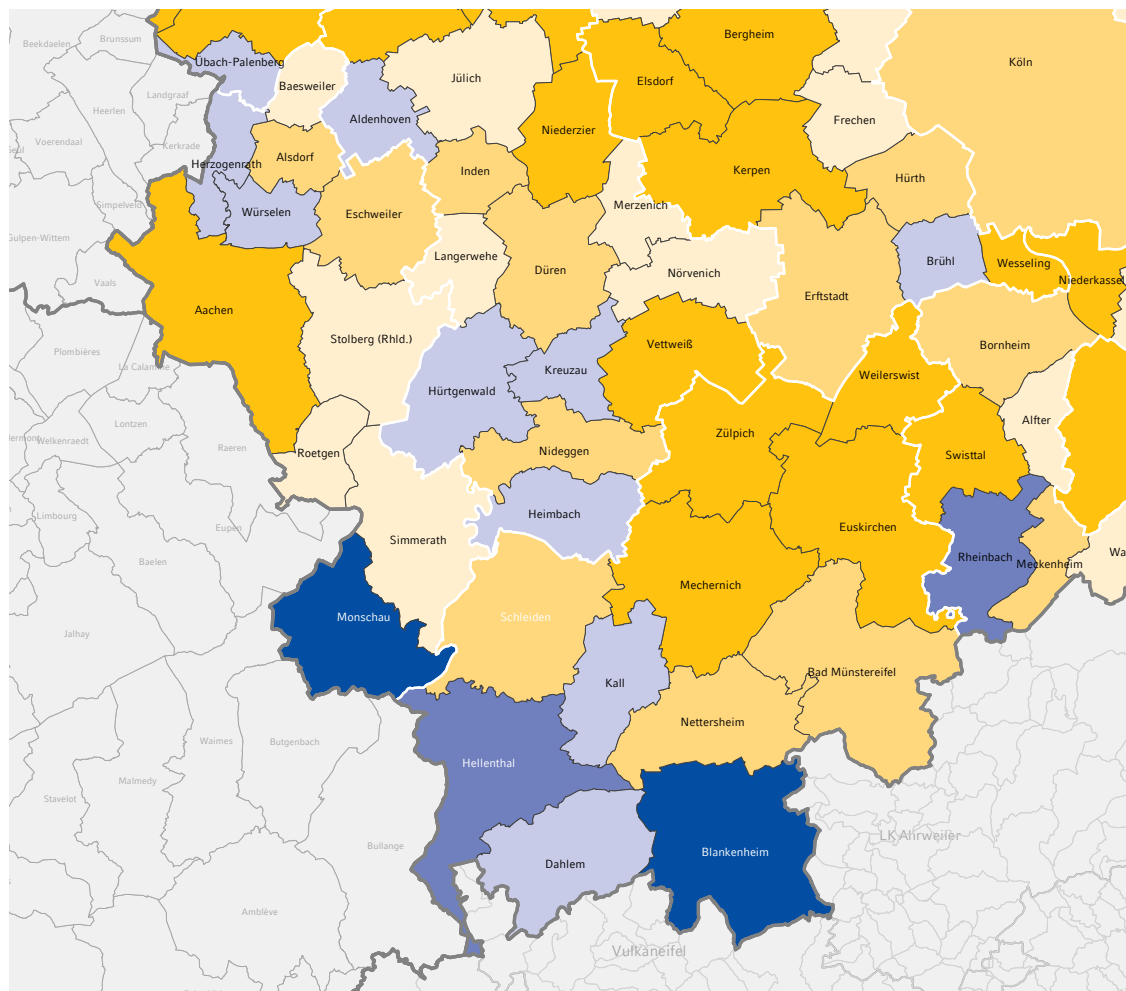 Brunssum
Beekdaelen
Bergheim
Übach-Palenberg
Köln
Jülich
Elsdorf
Baesweiler
Landgraaf
Heerlen
Aldenhoven
Frechen
Niederzier
Voerendaal
Kerkrade
Alsdorf
Herzogenrath
Inden
Kerpen
Hürth
Simpelveld
Merzenich
Würselen
Eschweiler
Gulpen-Wittem
Langerwehe
Brühl
Wesseling
Düren
Nörvenich
Vaals
Niederkassel
Erftstadt
Aachen
Stolberg (Rhld.)
Vettweiß
Bornheim
Plombières
La Calamine
Kreuzau
Weilerswist
Hürtgenwald
Alfter
Lontzen
Zülpich
Welkenraedt
Raeren
Roetgen
Nideggen
Swisttal
Limbourg
Heimbach
Eupen
Euskirchen
Simmerath
Baelen
Rheinbach
Wa
Meckenheim
Mechernich
Monschau
Schleiden
Jalhay
Bad Münstereifel
Kall
Nettersheim
Waimes
Butgenbach
Hellenthal
Malmedy
Stavelot
LK Ahrweiler
Bullange
Blankenheim
Dahlem
Amblève
Vulkaneifel